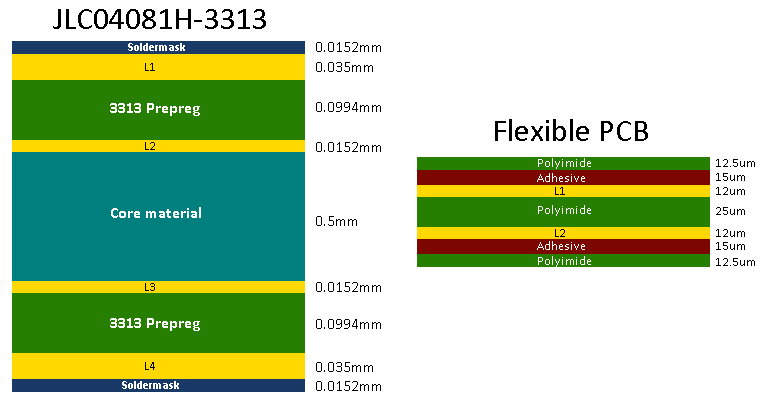 JLC04081H-3313
Soldermask 0.0152mm
L1 0.035mm
3313 Prepreg 0.0994mm
L2 0.0152mm
Core material 0.5mm
L3 0.0152mm
3313 Prepreg 0.0994mm
L4 0.035mm
Soldermask 0.0152mm
Flexible PCB
Polyimide 12.5um
Adhesive 15um
L1 12um
Polyimide 25um
L2 12um
Adhesive 15um
Polyimide 12.5um